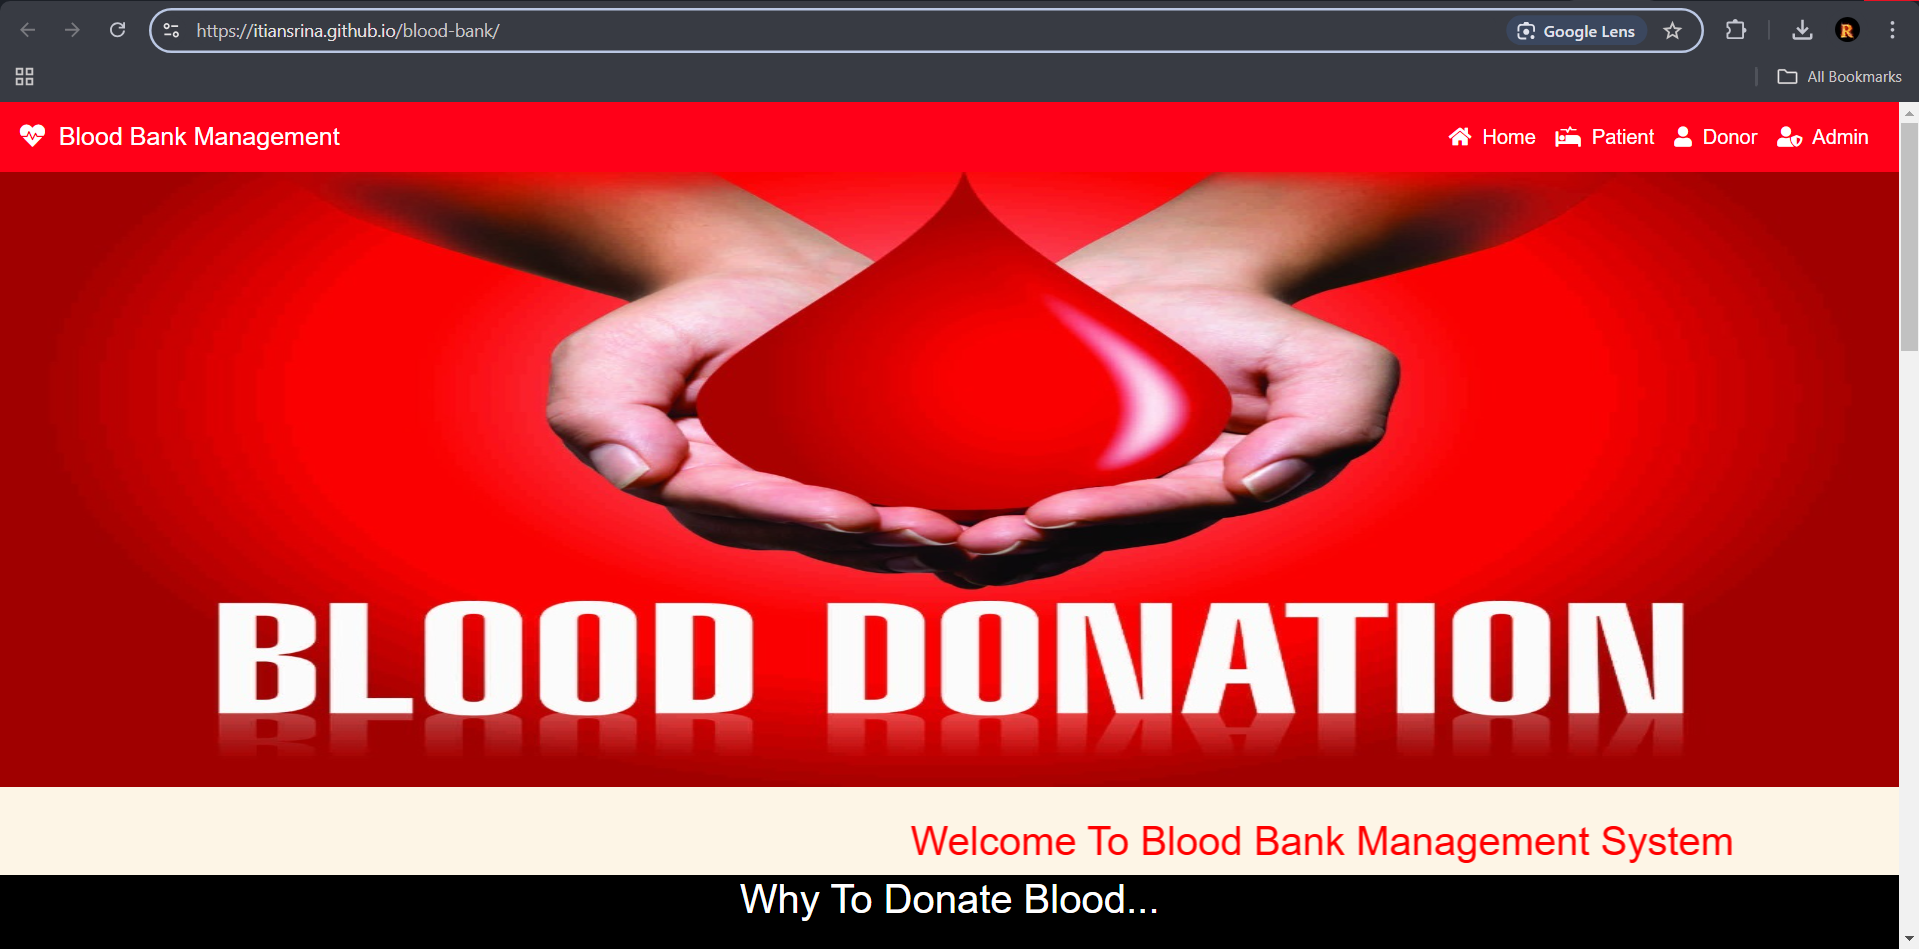 https://itiansrina.github.io/blood-bank/
Google Lens
All Bookmarks
Blood Bank Management
Home Patient Donor Admin
BLOOD DONATION
Welcome To Blood Bank Management System
Why To Donate Blood...